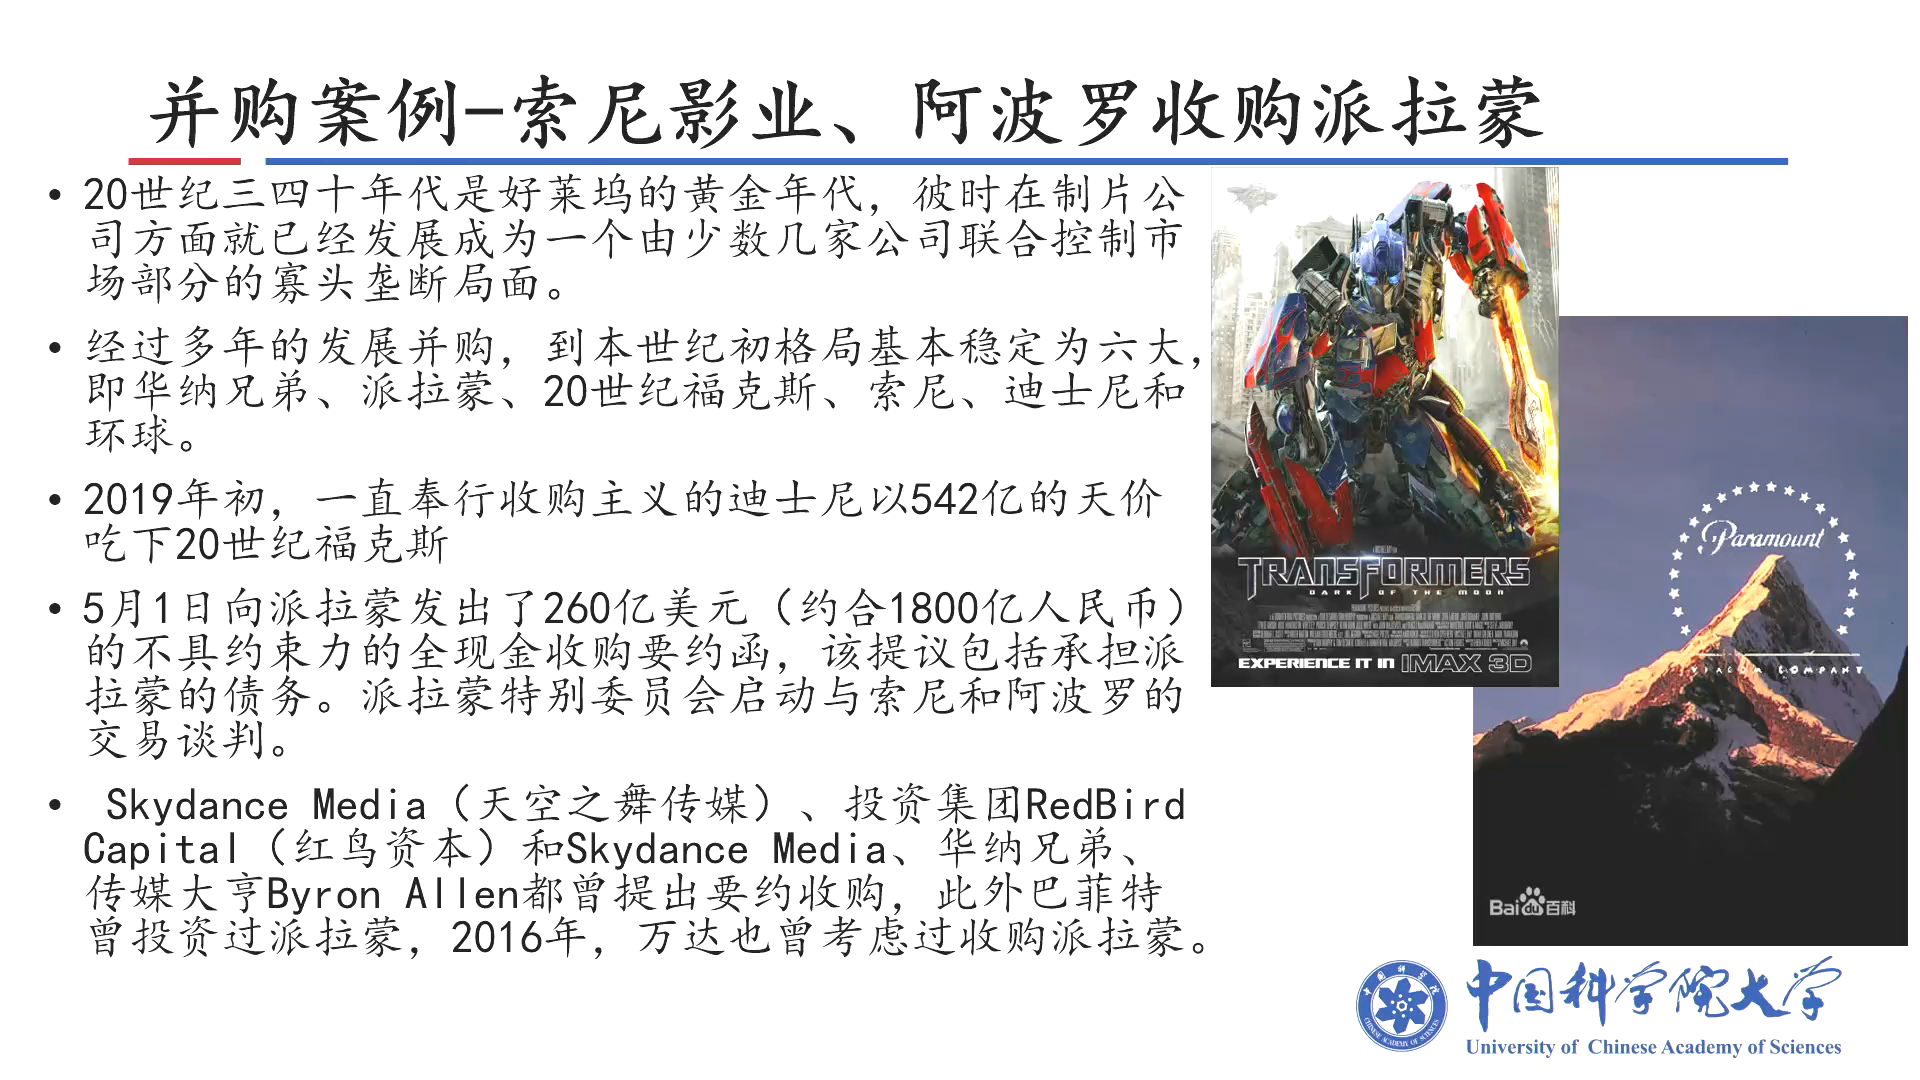 并购案例-索尼影业、阿波罗收购派拉蒙
• 20世纪三四十年代是好莱坞的黄金年代，彼时在制片公
司方面就已经发展成为一个由少数几家公司联合控制市
场部分的寡头垄断局面。
• 经过多年的发展并购，到本世纪初格局基本稳定为六大，
即华纳兄弟、派拉蒙、20世纪福克斯、索尼、迪士尼和
环球。
• 2019年初，一直奉行收购主义的迪士尼以542亿的天价
吃下20世纪福克斯
• 5月1日向派拉蒙发出了260亿美元（约合1800亿人民币）
的不具约束力的全现金收购要约函，该提议包括承担派
拉蒙的债务。派拉蒙特别委员会启动与索尼和阿波罗的
交易谈判。
• Skydance Media（天空之舞传媒）、投资集团RedBird
Capital（红鸟资本）和Skydance Media、华纳兄弟、
传媒大亨Byron Allen都曾提出要约收购，此外巴菲特
曾投资过派拉蒙，2016年，万达也曾考虑过收购派拉蒙。
TRANSFORMERS
DARK OF THE MOON
EXPERIENCE IT IN IMAX 3D
Paramount
A VIACOM COMPANY
Bai du 百科
中国科学院大学
University of Chinese Academy of Sciences